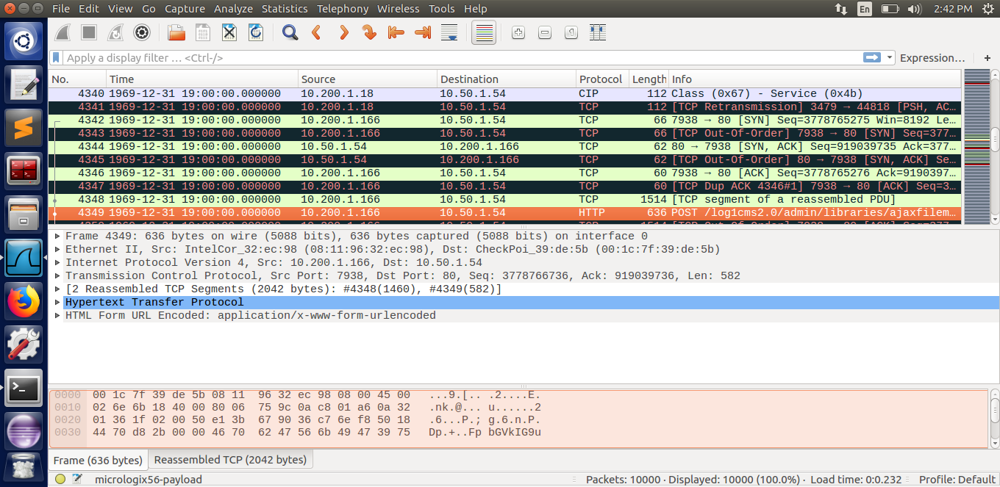 File Edit View Go Capture Analyze Statistics Telephony Wireless Tools Help En 2:42 PM
Apply a display filter … <Ctrl-/> Expression… +
No. Time Source Destination Protocol Length Info
4340 1969-12-31 19:00:00.000000 10.200.1.18 10.50.1.54 CIP 112 Class (0x67) - Service (0x4b)
4341 1969-12-31 19:00:00.000000 10.200.1.18 10.50.1.54 TCP 112 [TCP Retransmission] 3479 → 44818 [PSH, AC…
4342 1969-12-31 19:00:00.000000 10.200.1.166 10.50.1.54 TCP 66 7938 → 80 [SYN] Seq=3778765275 Win=8192 Le…
4343 1969-12-31 19:00:00.000000 10.200.1.166 10.50.1.54 TCP 66 [TCP Out-Of-Order] 7938 → 80 [SYN] Seq=377…
4344 1969-12-31 19:00:00.000000 10.50.1.54 10.200.1.166 TCP 62 80 → 7938 [SYN, ACK] Seq=919039735 Ack=377…
4345 1969-12-31 19:00:00.000000 10.50.1.54 10.200.1.166 TCP 62 [TCP Out-Of-Order] 80 → 7938 [SYN, ACK] Se…
4346 1969-12-31 19:00:00.000000 10.200.1.166 10.50.1.54 TCP 60 7938 → 80 [ACK] Seq=3778765276 Ack=9190397…
4347 1969-12-31 19:00:00.000000 10.200.1.166 10.50.1.54 TCP 60 [TCP Dup ACK 4346#1] 7938 → 80 [ACK] Seq=3…
4348 1969-12-31 19:00:00.000000 10.200.1.166 10.50.1.54 TCP 1514 [TCP segment of a reassembled PDU]
4349 1969-12-31 19:00:00.000000 10.200.1.166 10.50.1.54 HTTP 636 POST /log1cms2.0/admin/libraries/ajaxfilem…
Frame 4349: 636 bytes on wire (5088 bits), 636 bytes captured (5088 bits) on interface 0
Ethernet II, Src: IntelCor_32:ec:98 (08:11:96:32:ec:98), Dst: CheckPoi_39:de:5b (00:1c:7f:39:de:5b)
Internet Protocol Version 4, Src: 10.200.1.166, Dst: 10.50.1.54
Transmission Control Protocol, Src Port: 7938, Dst Port: 80, Seq: 3778766736, Ack: 919039736, Len: 582
[2 Reassembled TCP Segments (2042 bytes): #4348(1460), #4349(582)]
Hypertext Transfer Protocol
HTML Form URL Encoded: application/x-www-form-urlencoded
0000 00 1c 7f 39 de 5b 08 11 96 32 ec 98 08 00 45 00 ...9.[.. .2....E.
0010 02 6e 6b 18 40 00 80 06 75 9c 0a c8 01 a6 0a 32 .nk.@... u......2
0020 01 36 1f 02 00 50 e1 3b 67 90 36 c7 6e f8 50 18 .6...P.; g.6.n.P.
0030 44 70 d8 2b 00 00 46 70 62 47 56 6b 49 47 39 75 Dp.+..Fp bGVkIG9u
Frame (636 bytes) Reassembled TCP (2042 bytes)
micrologix56-payload Packets: 10000 · Displayed: 10000 (100.0%) · Load time: 0:0.232 Profile: Default